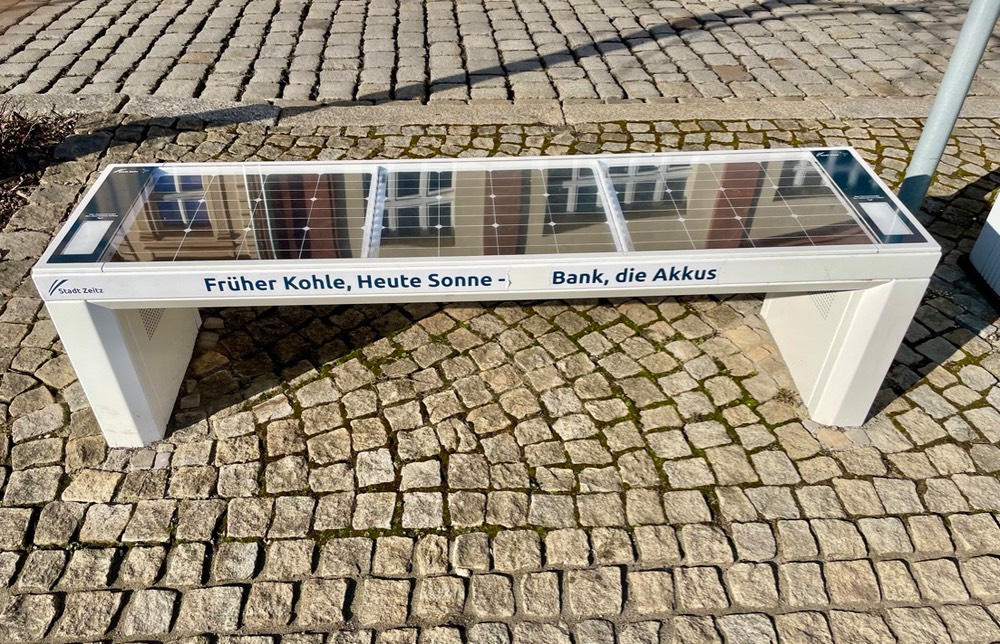 Früher Kohle, Heute Sonne - Bank, die Akkus
Stadt Zeitz